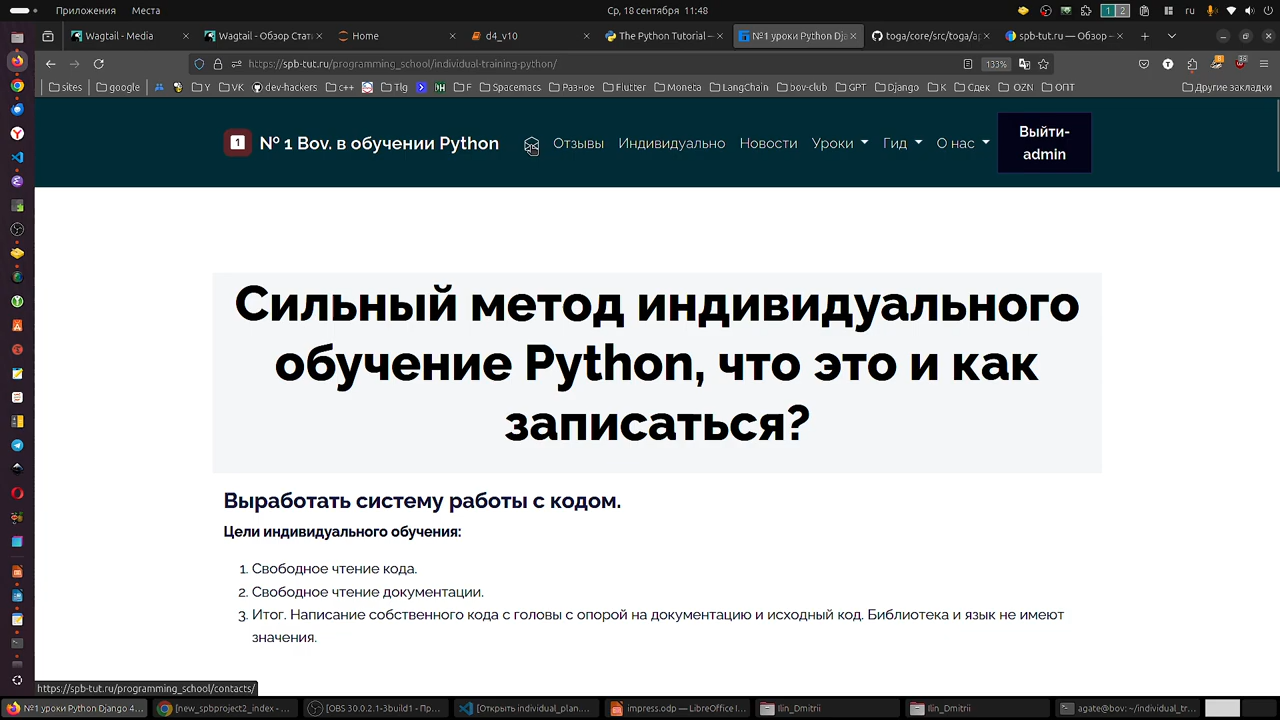 Приложения Места Ср, 18 сентября 11:48 1 2 ru
Wagtail - Media Wagtail - Обзор Стат Home d4_v10 The Python Tutorial — №1 уроки Python Dja toga/core/src/toga/ap spb-tut.ru — Обзор –
https://spb-tut.ru/programming_school/individual-training-python/ 133%
sites google Y VK dev-hackers c++ Tlg F Spacemacs Разное Flutter Moneta LangChain bov-club GPT Django K Сдек OZN ОПТ Другие закладки
1 № 1 Bov. в обучении Python Отзывы Индивидуально Новости Уроки Гид О нас Выйти-
admin
Сильный метод индивидуального
обучение Python, что это и как
записаться?
Выработать систему работы с кодом.
Цели индивидуального обучения:
1. Свободное чтение кода.
2. Свободное чтение документации.
3. Итог. Написание собственного кода с головы с опорой на документацию и исходный код. Библиотека и язык не имеют
значения.
https://spb-tut.ru/programming_school/contacts/
№1 уроки Python Django 4... [new_spbproject2_index - ... [OBS 30.0.2.1-3build1 - Пр... [Открыть individual_plan.... impress.odp — LibreOffice I... Ilin_Dmitrii Ilin_Dmitrii agate@bov: ~/individual_tr...